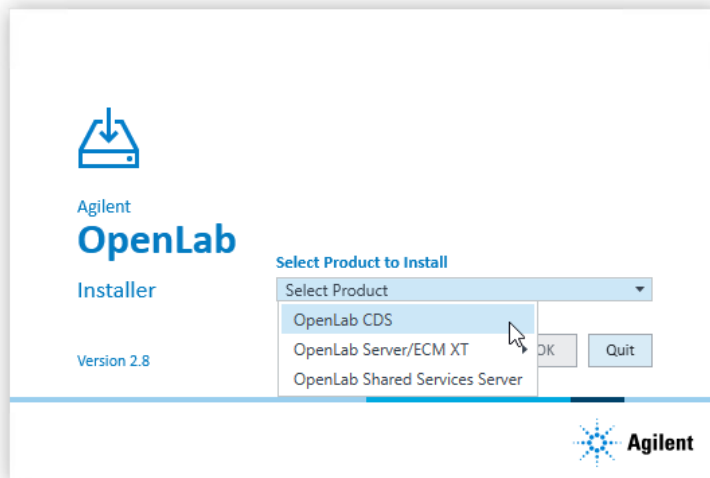 Agilent
OpenLab
Select Product to Install
Installer
Select Product
OpenLab CDS
OpenLab Server/ECM XT
OK
Quit
Version 2.8
OpenLab Shared Services Server
Agilent